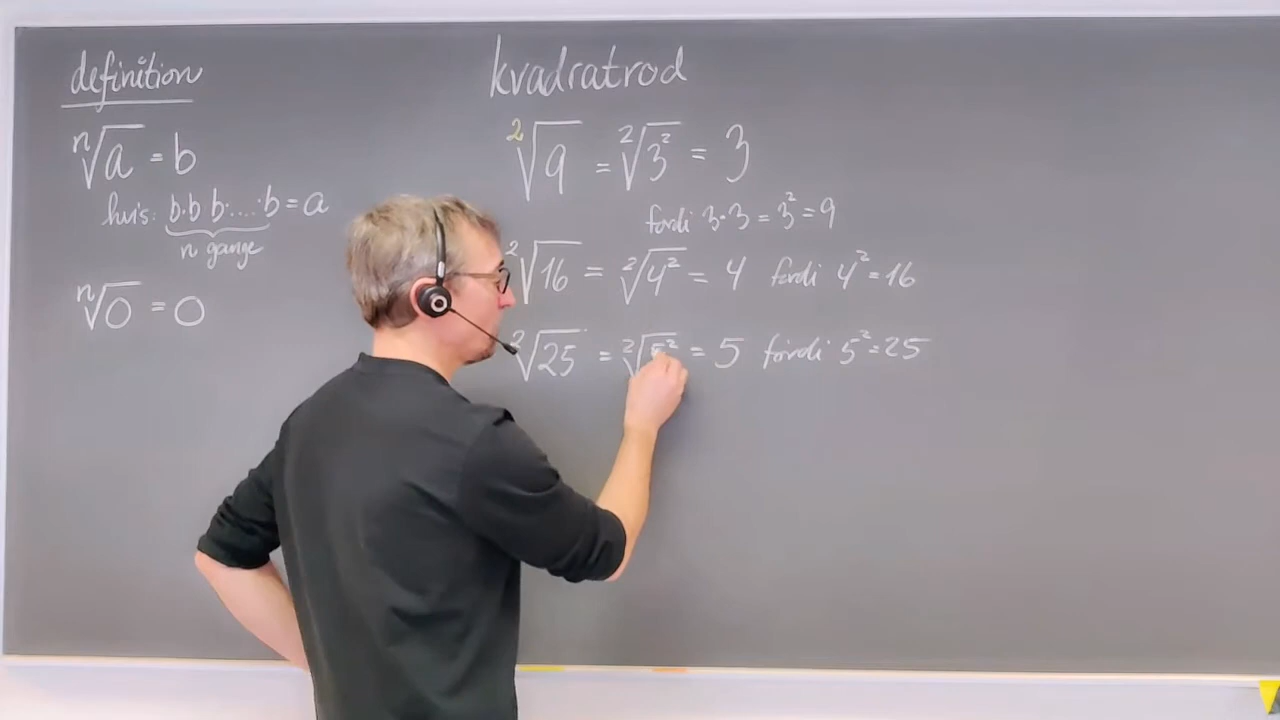 definition
ⁿ√a = b
hvis: b·b b·....·b = a
n gange
ⁿ√0 = 0
kvadratrod
²√9 = ²√3² = 3
fordi 3·3 = 3² = 9
²√16 = ²√4² = 4 fordi 4² = 16
²√25 = ²√5² = 5 fordi 5² = 25